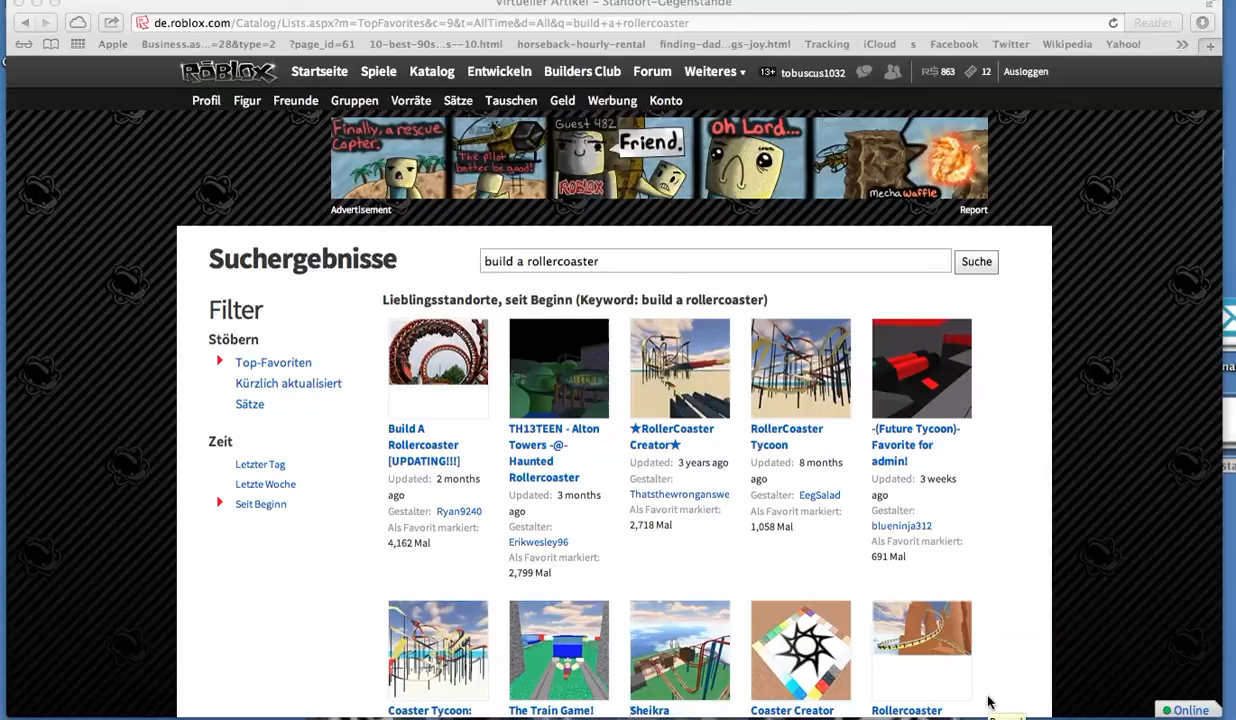 Virtueller Artikel - Standort-Gegenstände
de.roblox.com/Catalog/Lists.aspx?m=TopFavorites&c=9&t=AllTime&d=All&q=build+a+rollercoaster
Reader
Apple Business.as...=28&type=2 ?page_id=61 10-best-90s...s--10.html horseback-hourly-rental finding-dad...gs-joy.html Tracking iCloud s Facebook Twitter Wikipedia Yahoo!
ROBLOX Startseite Spiele Katalog Entwickeln Builders Club Forum Weiteres 13+ tobuscus1032 R$ 863 12 Ausloggen
Profil Figur Freunde Gruppen Vorräte Sätze Tauschen Geld Werbung Konto
Finally, a rescue
Copter.
The pilot
better be good!
Guest 482
Friend.
ROBLOX
oh Lord...
mecha waffle
Advertisement Report
Suchergebnisse
build a rollercoaster
Suche
Filter
Stöbern
Top-Favoriten
Kürzlich aktualisiert
Sätze
Zeit
Letzter Tag
Letzte Woche
Seit Beginn
Lieblingsstandorte, seit Beginn (Keyword: build a rollercoaster)
Build A
Rollercoaster
[UPDATING!!!]
Updated: 2 months
ago
Gestalter: Ryan9240
Als Favorit markiert:
4,162 Mal
TH13TEEN - Alton
Towers -@-
Haunted
Rollercoaster
Updated: 3 months
ago
Gestalter:
Erikwesley96
Als Favorit markiert:
2,799 Mal
★RollerCoaster
Creator★
Updated: 3 years ago
Gestalter:
Thatsthewronganswe
Als Favorit markiert:
2,718 Mal
RollerCoaster
Tycoon
Updated: 8 months
ago
Gestalter: EegSalad
Als Favorit markiert:
1,058 Mal
-(Future Tycoon)-
Favorite for
admin!
Updated: 3 weeks
ago
Gestalter:
blueninja312
Als Favorit markiert:
691 Mal
Coaster Tycoon:
The Train Game!
Sheikra
Coaster Creator
Rollercoaster
Online